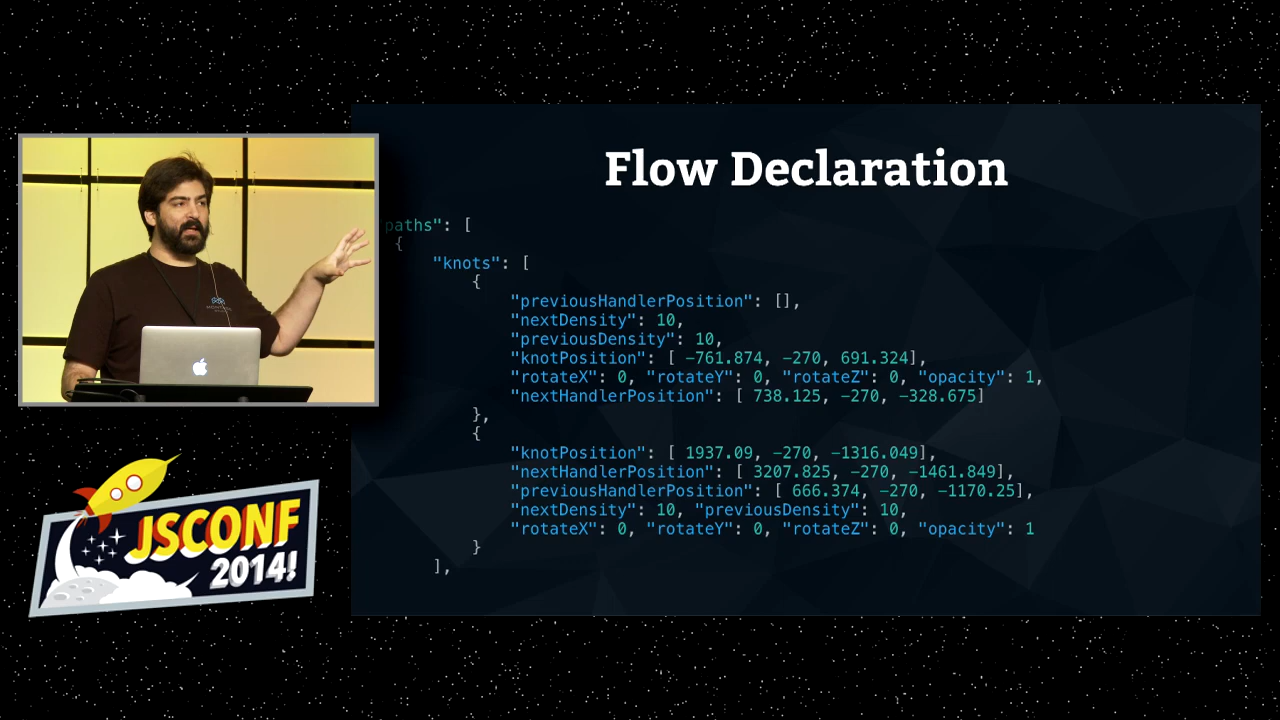 Flow Declaration
paths": [
{
"knots": [
{
"previousHandlerPosition": [],
"nextDensity": 10,
"previousDensity": 10,
"knotPosition": [ -761.874, -270, 691.324],
"rotateX": 0, "rotateY": 0, "rotateZ": 0, "opacity": 1,
"nextHandlerPosition": [ 738.125, -270, -328.675]
},
{
"knotPosition": [ 1937.09, -270, -1316.049],
"nextHandlerPosition": [ 3207.825, -270, -1461.849],
"previousHandlerPosition": [ 666.374, -270, -1170.25],
"nextDensity": 10, "previousDensity": 10,
"rotateX": 0, "rotateY": 0, "rotateZ": 0, "opacity": 1
}
],
JSCONF
2014!